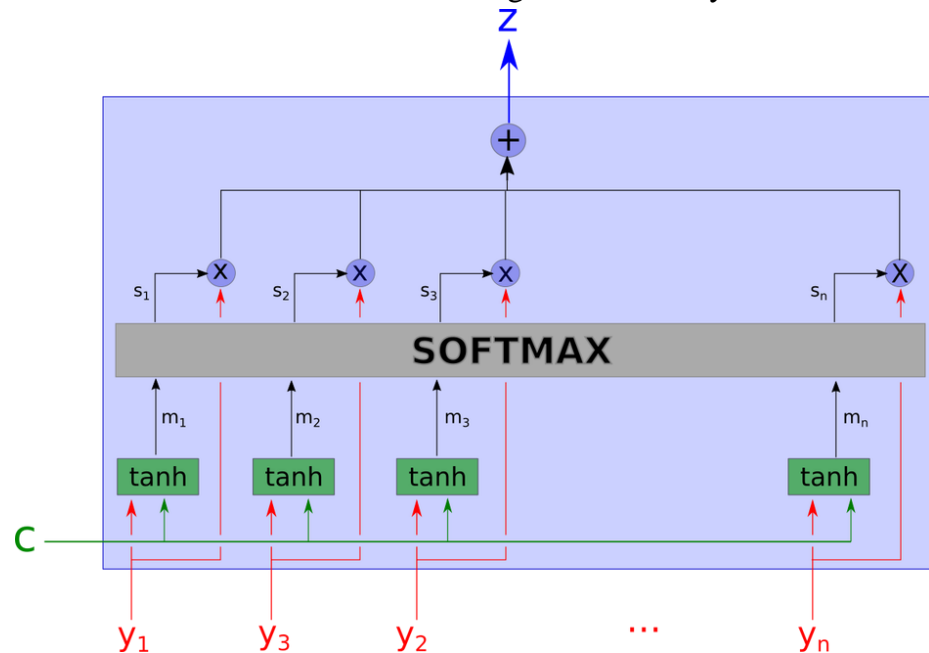 z
+
x x x x
s1 s2 s3 sn
SOFTMAX
m1 m2 m3 mn
tanh tanh tanh tanh
c
y1 y3 y2 ... yn